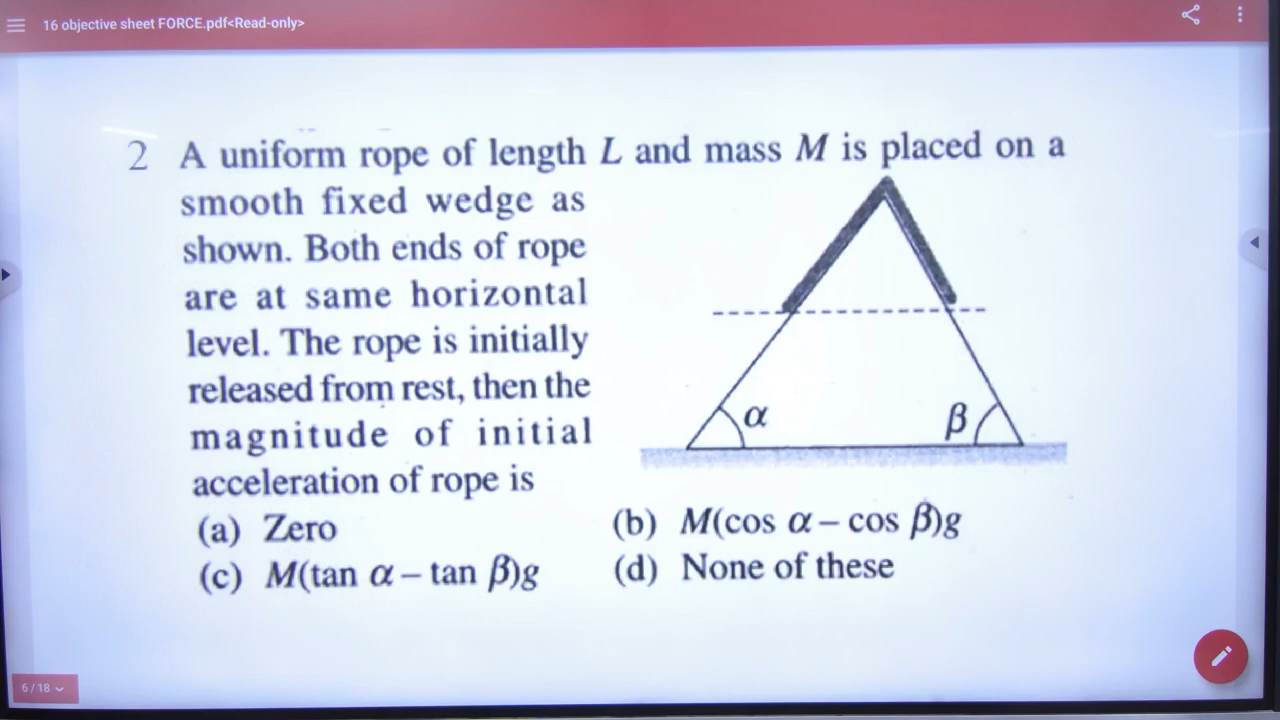 16 objective sheet FORCE.pdf<Read-only>
2 A uniform rope of length L and mass M is placed on a
smooth fixed wedge as
shown. Both ends of rope
are at same horizontal
level. The rope is initially
released from rest, then the
magnitude of initial
acceleration of rope is
α
β
(a) Zero
(b) M(cos α – cos β)g
(c) M(tan α – tan β)g
(d) None of these
6 / 18